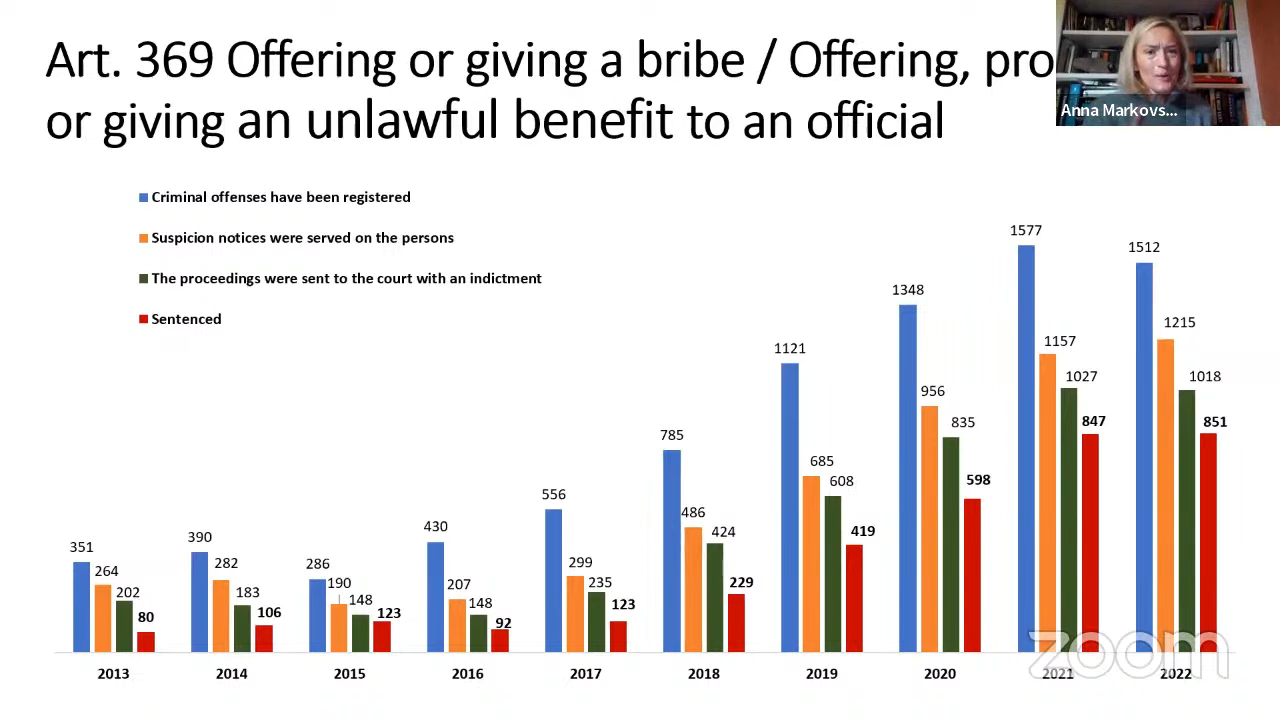 Art. 369 Offering or giving a bribe / Offering,
or giving an unlawful benefit to an official
Anna Markovs...
Criminal offenses have been registered
Suspicion notices were served on the persons
The proceedings were sent to the court with an indictment
Sentenced
351 264 202 80
390 282 183 106
286 190 148 123
430 207 148 92
556 299 235 123
785 486 424 229
1121 685 608 419
1348 956 835 598
1577 1157 1027 847
1512 1215 1018 851
2013 2014 2015 2016 2017 2018 2019 2020 2021 2022
zoom